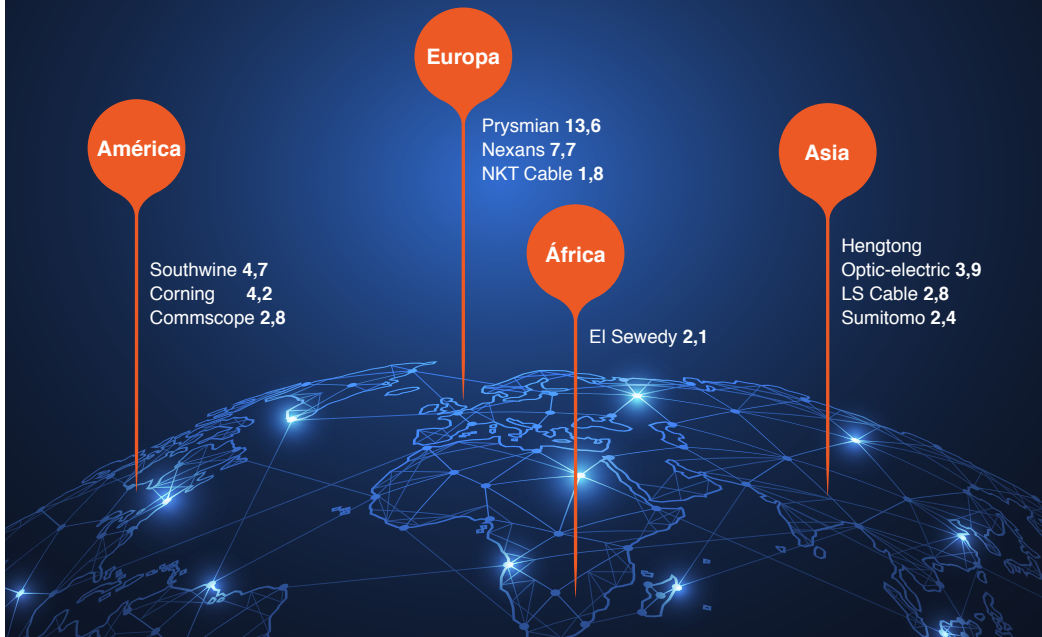 América
Southwine 4,7
Corning 4,2
Commscope 2,8
Europa
Prysmian 13,6
Nexans 7,7
NKT Cable 1,8
África
El Sewedy 2,1
Asia
Hengtong
Optic-electric 3,9
LS Cable 2,8
Sumitomo 2,4